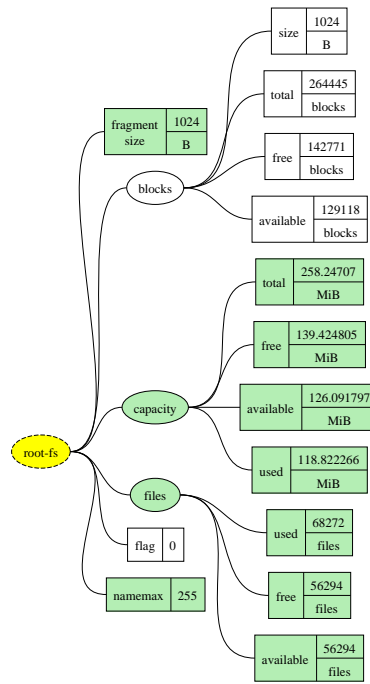 size
1024
B
total
264445
blocks
fragment
size
1024
B
free
142771
blocks
blocks
available
129118
blocks
total
258.24707
MiB
free
139.424805
MiB
capacity
available
126.091797
MiB
root-fs
used
118.822266
MiB
files
used
68272
files
flag
0
namemax
255
free
56294
files
available
56294
files